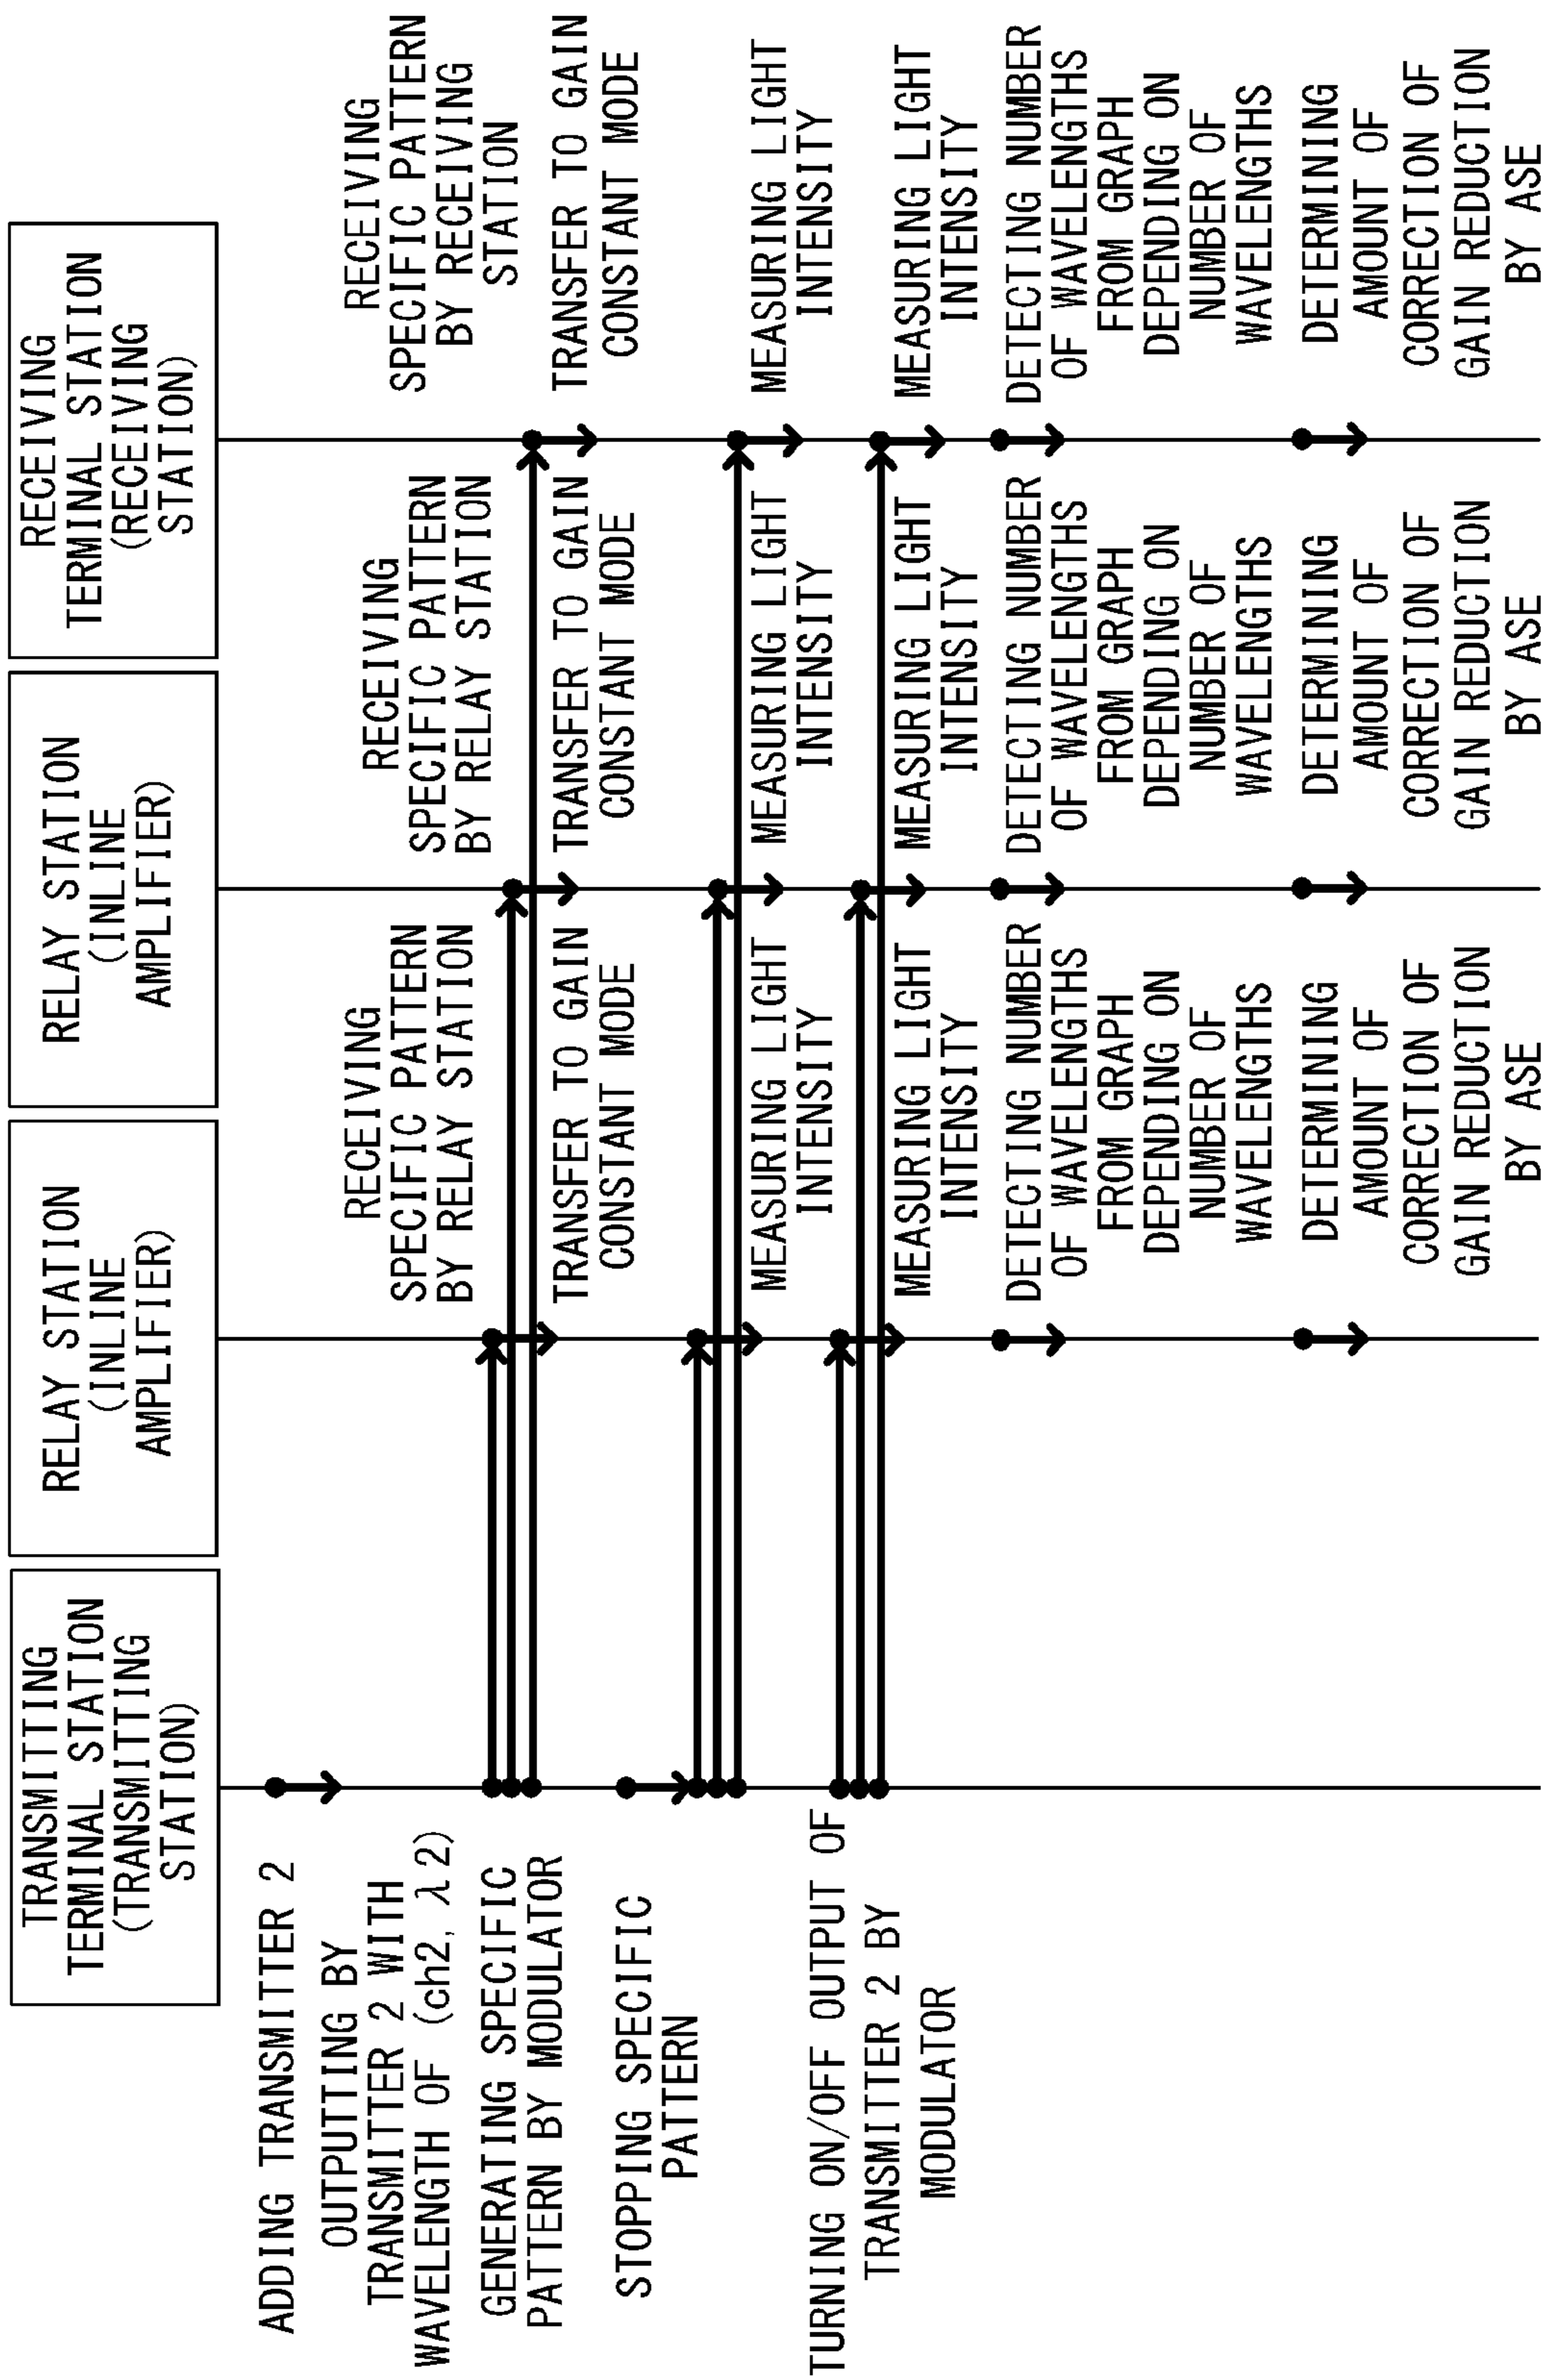 TRANSMITTING
TERMINAL STATION
(TRANSMITTING
STATION)
RELAY STATION
(INLINE
AMPLIFIER)
RELAY STATION
(INLINE
AMPLIFIER)
RECEIVING
TERMINAL STATION
(RECEIVING
STATION)
ADDING TRANSMITTER 2
OUTPUTTING BY
TRANSMITTER 2 WITH
WAVELENGTH OF (ch2, λ2)
GENERATING SPECIFIC
PATTERN BY MODULATOR
STOPPING SPECIFIC
PATTERN
TURNING ON/OFF OUTPUT OF
TRANSMITTER 2 BY
MODULATOR
RECEIVING
SPECIFIC PATTERN
BY RELAY STATION
TRANSFER TO GAIN
CONSTANT MODE
MEASURING LIGHT
INTENSITY
MEASURING LIGHT
INTENSITY
DETECTING NUMBER
OF WAVELENGTHS
FROM GRAPH
DEPENDING ON
NUMBER OF
WAVELENGTHS
DETERMINING
AMOUNT OF
CORRECTION OF
GAIN REDUCTION
BY ASE
RECEIVING
SPECIFIC PATTERN
BY RELAY STATION
TRANSFER TO GAIN
CONSTANT MODE
MEASURING LIGHT
INTENSITY
MEASURING LIGHT
INTENSITY
DETECTING NUMBER
OF WAVELENGTHS
FROM GRAPH
DEPENDING ON
NUMBER OF
WAVELENGTHS
DETERMINING
AMOUNT OF
CORRECTION OF
GAIN REDUCTION
BY ASE
RECEIVING
SPECIFIC PATTERN
BY RECEIVING
STATION
TRANSFER TO GAIN
CONSTANT MODE
MEASURING LIGHT
INTENSITY
MEASURING LIGHT
INTENSITY
DETECTING NUMBER
OF WAVELENGTHS
FROM GRAPH
DEPENDING ON
NUMBER OF
WAVELENGTHS
DETERMINING
AMOUNT OF
CORRECTION OF
GAIN REDUCTION
BY ASE